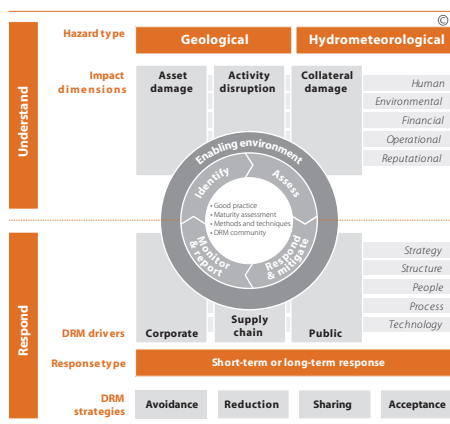 ©
Hazard type
Geological
Hydrometeorological
Understand
Impact
dimensions
Asset
damage
Activity
disruption
Collateral
damage
Human
Environmental
Financial
Operational
Reputational
Enabling environment
Identify
Assess
• Good practice
• Maturity assessment
• Methods and techniques
• DRM community
Monitor
& report
Respond
& mitigate
Respond
Strategy
Structure
People
Process
Technology
DRM drivers
Corporate
Supply
chain
Public
Response type
Short-term or long-term response
DRM
strategies
Avoidance
Reduction
Sharing
Acceptance